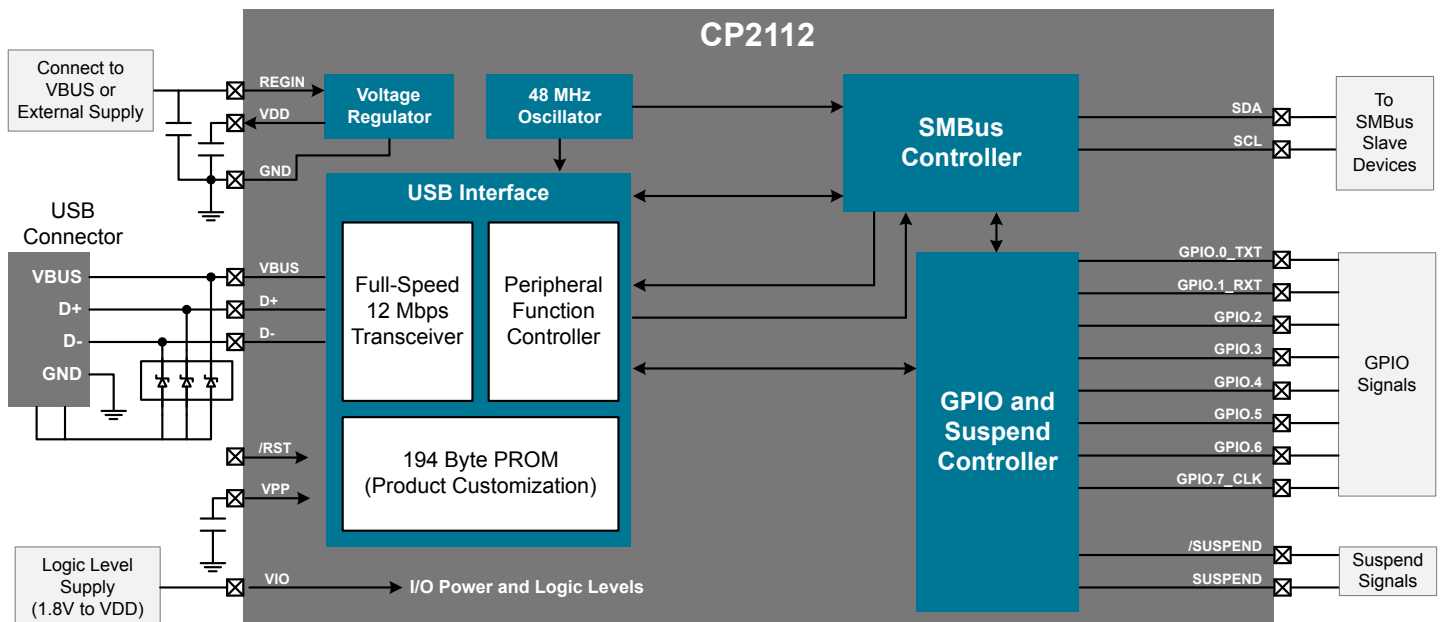 CP2112
Connect to
VBUS or
External Supply
REGIN
VDD
GND
Voltage
Regulator
48 MHz
Oscillator
SMBus
Controller
SDA
SCL
To
SMBus
Slave
Devices
USB
Connector
VBUS
D+
D-
GND
VBUS
D+
D-
USB Interface
Full-Speed
12 Mbps
Transceiver
Peripheral
Function
Controller
194 Byte PROM
(Product Customization)
/RST
VPP
GPIO and
Suspend
Controller
GPIO.0_TXT
GPIO.1_RXT
GPIO.2
GPIO.3
GPIO.4
GPIO.5
GPIO.6
GPIO.7_CLK
GPIO
Signals
/SUSPEND
SUSPEND
Suspend
Signals
Logic Level
Supply
(1.8V to VDD)
VIO
I/O Power and Logic Levels